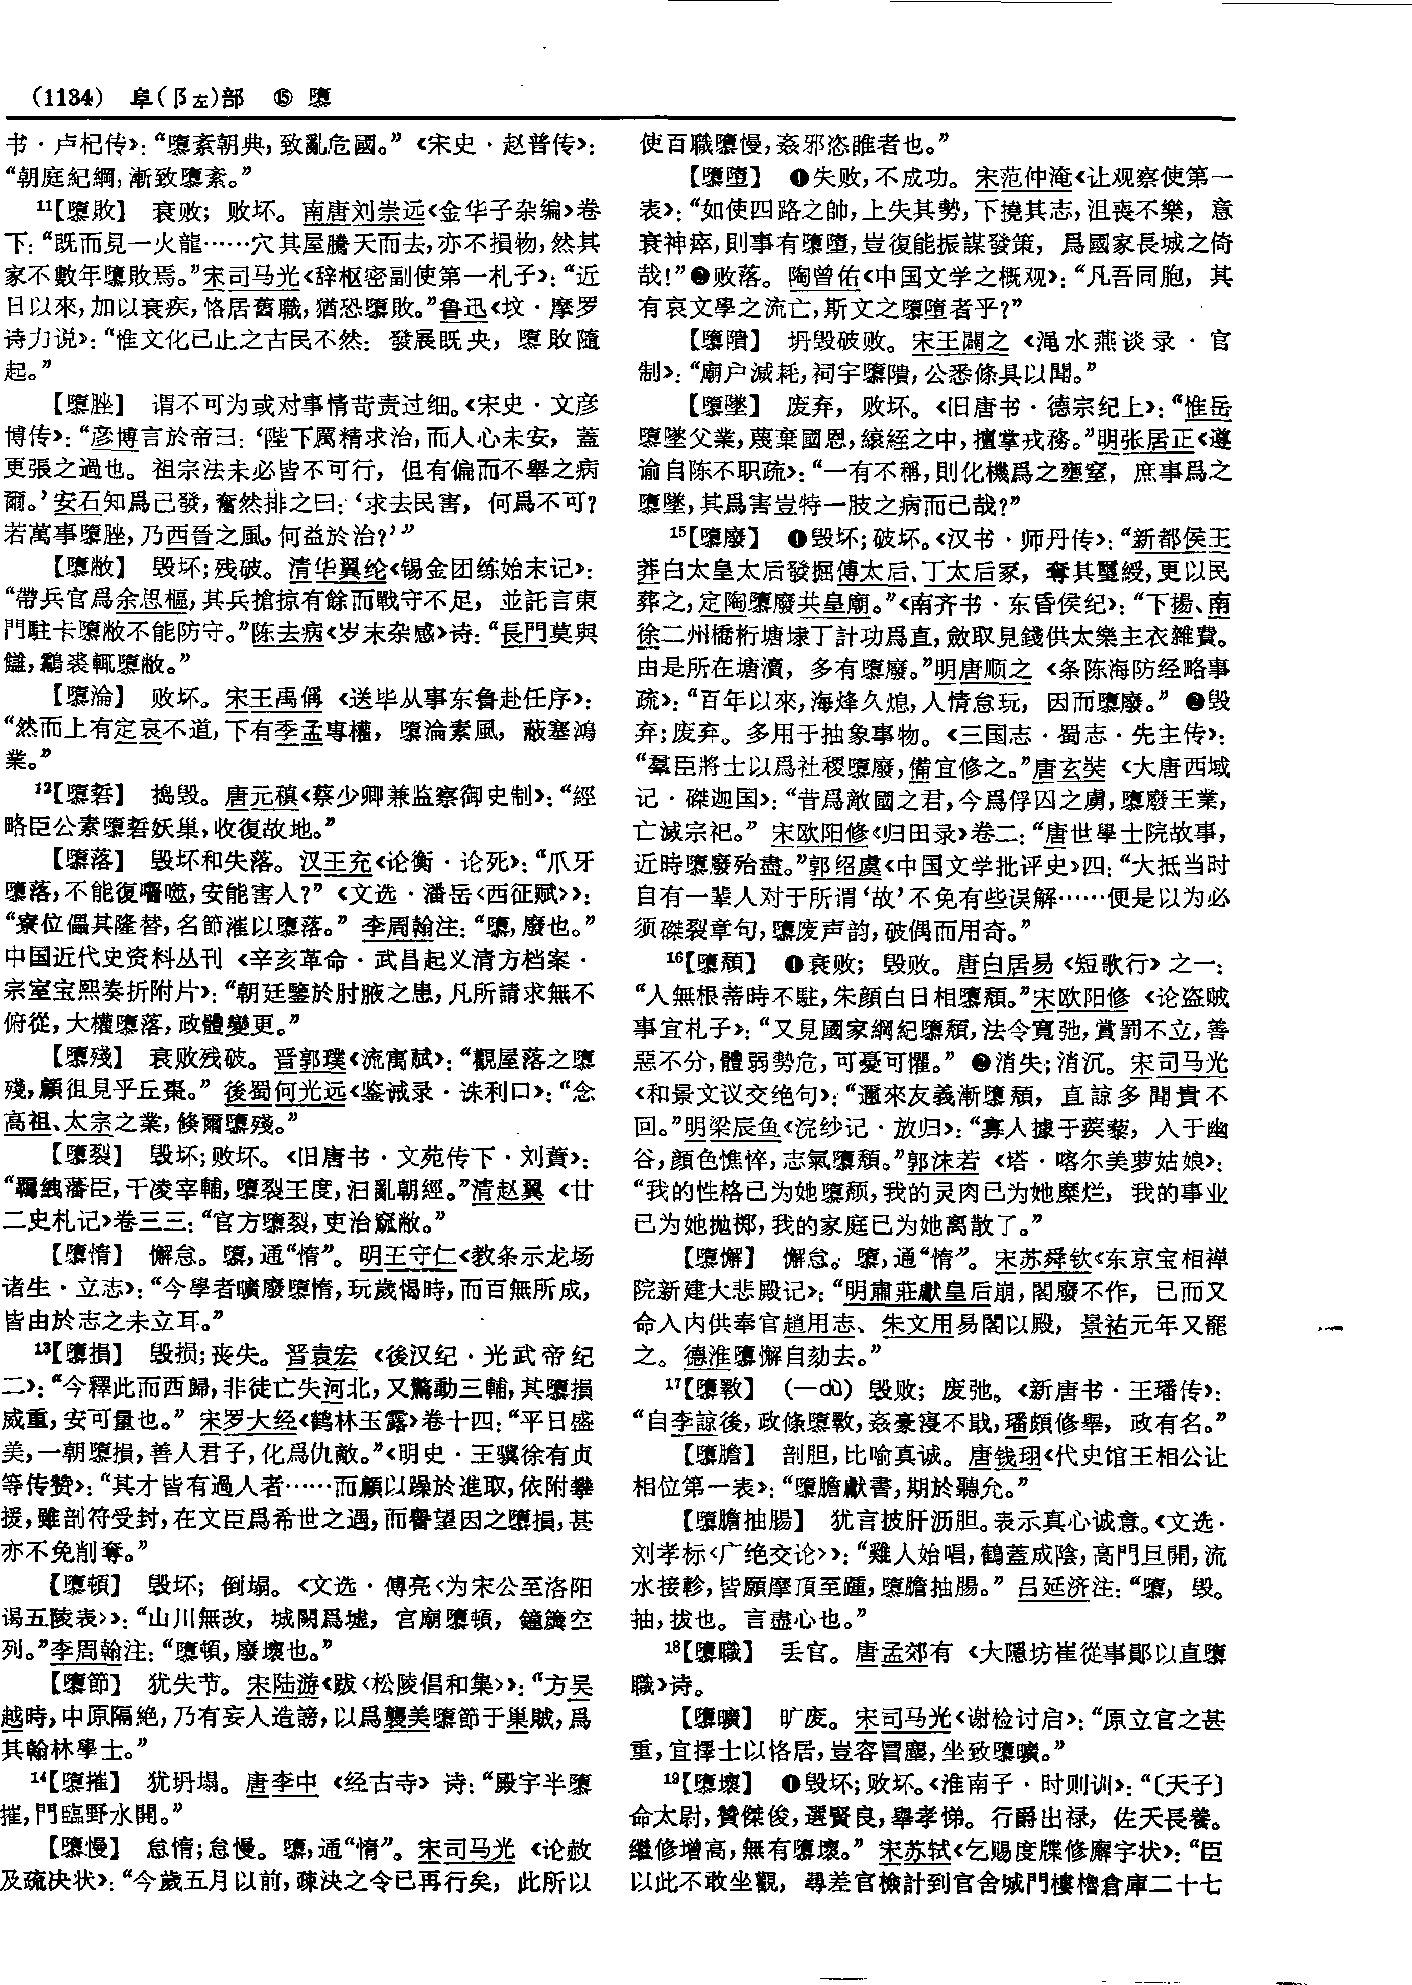 (1134) 阜(阝左)部 ⑮ 隳
书·卢杞传》：“隳紊朝典，致亂危國。”《宋史·赵普传》：
“朝庭紀綱，漸致隳紊。”
11【隳敗】 衰败；败坏。南唐刘崇远《金华子杂编》卷
下：“既而見一火龍……穴其屋騰天而去，亦不損物，然其
家不數年隳敗焉。”宋司马光《辞枢密副使第一札子》：“近
日以來，加以衰疾，恪居舊職，猶恐隳敗。”鲁迅《坟·摩罗
诗力说》：“惟文化已止之古民不然：發展既央，隳敗隨
起。”
【隳脞】 谓不可为或对事情苛责过细。《宋史·文彦
博传》：“彦博言於帝曰：‘陛下厲精求治，而人心未安，蓋
更張之過也。祖宗法未必皆不可行，但有偏而不舉之病
爾。’安石知爲己發，奮然排之曰：‘求去民害，何爲不可？
若萬事隳脞，乃西晉之風，何益於治？’”
【隳敝】 毁坏；残破。清华翼纶《锡金团练始末记》：
“帶兵官爲余恩樞，其兵搶掠有餘而戰守不足，並託言東
門駐卡隳敝不能防守。”陈去病《岁末杂感》诗：“長門莫與
讎，鷫裘輒隳敝。”
【隳淪】 败坏。宋王禹偁《送毕从事东鲁赴任序》：
“然而上有定哀不道，下有季孟專權，隳淪素風，蔽塞鴻
業。”
12【隳晢】 捣毁。唐元稹《蔡少卿兼监察御史制》：“經
略臣公素隳晢妖巢，收復故地。”
【隳落】 毁坏和失落。汉王充《论衡·论死》：“爪牙
隳落，不能復嚼噬，安能害人？”《文选·潘岳〈西征赋〉》：
“寮位儡其隆替，名節漼以隳落。”李周翰注：“隳，廢也。”
中国近代史资料丛刊《辛亥革命·武昌起义清方档案·
宗室宝熙奏折附片》：“朝廷鑒於肘腋之患，凡所請求無不
俯從，大權隳落，政體變更。”
【隳殘】 衰败残破。晋郭璞《流寓賦》：“觀屋落之隳
殘，顧徂見乎丘棗。”後蜀何光远《鉴诫录·诛利口》：“念
高祖、太宗之業，倏爾隳殘。”
【隳裂】 毁坏；败坏。《旧唐书·文苑传下·刘蕡》：
“羈紲藩臣，干凌宰輔，隳裂王度，汩亂朝經。”清赵翼《廿
二史札记》卷三三：“官方隳裂，吏治窳敝。”
【隳惰】 懈怠。隳，通“惰”。明王守仁《教条示龙场
诸生·立志》：“今學者曠廢隳惰，玩歲愒時，而百無所成，
皆由於志之未立耳。”
13【隳損】 毁损；丧失。晋袁宏《後汉纪·光武帝纪
二》：“今釋此而西歸，非徒亡失河北，又驚動三輔，其隳損
威重，安可量也。”宋罗大经《鹤林玉露》卷十四：“平日盛
美，一朝隳損，善人君子，化爲仇敵。”《明史·王骥徐有贞
等传赞》：“其才皆有過人者……而顧以躁於進取，依附攀
援，雖剖符受封，在文臣爲希世之遇，而譽望因之隳損，甚
亦不免削奪。”
【隳頓】 毁坏；倒塌。《文选·傅亮〈为宋公至洛阳
谒五陵表〉》：“山川無改，城闕爲墟，宫廟隳頓，鐘簴空
列。”李周翰注：“隳頓，廢壞也。”
【隳節】 犹失节。宋陆游《跋〈松陵倡和集〉》：“方吴
越時，中原隔絶，乃有妄人造謗，以爲襲美隳節于巢賊，爲
其翰林學士。”
14【隳摧】 犹坍塌。唐李中《经古寺》诗：“殿宇半隳
摧，門臨野水開。”
【隳慢】 怠惰；怠慢。隳，通“惰”。宋司马光《论赦
及疏决状》：“今歲五月以前，疎決之令已再行矣，此所以
使百職隳慢，姦邪恣睢者也。”
【隳墮】 ❶失败，不成功。宋范仲淹《让观察使第一
表》：“如使四路之帥，上失其勢，下撓其志，沮喪不樂，意
衰神瘁，則事有隳墮，豈復能振謀發策，爲國家長城之倚
哉！”❷败落。陶曾佑《中国文学之概观》：“凡吾同胞，其
有哀文學之流亡，斯文之隳墮者乎？”
【隳隤】 坍毁破败。宋王闢之《渑水燕谈录·官
制》：“廟户減耗，祠宇隳隤，公悉條具以聞。”
【隳墜】 废弃，败坏。《旧唐书·德宗纪上》：“惟岳
隳墜父業，蔑棄國恩，縗絰之中，擅掌戎務。”明张居正《遵
谕自陈不职疏》：“一有不稱，則化機爲之壅窒，庶事爲之
隳墜，其爲害豈特一肢之病而已哉？”
15【隳廢】 ❶毁坏；破坏。《汉书·师丹传》：“新都侯王
莽白太皇太后發掘傅太后、丁太后冢，奪其璽綬，更以民
葬之，定陶隳廢共皇廟。”《南齐书·东昏侯纪》：“下揚、南
徐二州橋桁塘埭丁計功爲直，斂取見錢供太樂主衣雜費。
由是所在塘瀆，多有隳廢。”明唐顺之《条陈海防经略事
疏》：“百年以來，海烽久熄，人情怠玩，因而隳廢。”❷毁
弃；废弃。多用于抽象事物。《三国志·蜀志·先主传》：
“羣臣將士以爲社稷隳廢，備宜修之。”唐玄奘《大唐西域
记·磔迦国》：“昔爲敵國之君，今爲俘囚之虜，隳廢王業，
亡滅宗祀。”宋欧阳修《归田录》卷二：“唐世學士院故事，
近時隳廢殆盡。”郭绍虞《中国文学批评史》四：“大抵当时
自有一辈人对于所谓‘故’不免有些误解……便是以为必
须磔裂章句，隳废声韵，破偶而用奇。”
16【隳頽】 ❶衰败；毁败。唐白居易《短歌行》之一：
“人無根蒂時不駐，朱顔白日相隳頽。”宋欧阳修《论盗贼
事宜札子》：“又見國家綱紀隳頽，法令寬弛，賞罰不立，善
惡不分，體弱勢危，可憂可懼。”❷消失；消沉。宋司马光
《和景文议交绝句》：“邇來友義漸隳頽，直諒多聞貴不
回。”明梁辰鱼《浣纱记·放归》：“寡人據于蒺藜，入于幽
谷，顔色憔悴，志氣隳頽。”郭沫若《塔·喀尔美萝姑娘》：
“我的性格已为她隳颓，我的灵肉已为她糜烂，我的事业
已为她抛掷，我的家庭已为她离散了。”
【隳懈】 懈怠。隳，通“惰”。宋苏舜钦《东京宝相禅
院新建大悲殿记》：“明肅莊獻皇后崩，閣廢不作，已而又
命入内供奉官趙用志、朱文用易閣以殿，景祐元年又罷
之。德淮隳懈自劾去。”
17【隳斁】 （—dù）毁败；废弛。《新唐书·王璠传》：
“自李諒後，政條隳斁，姦豪寖不戢，璠頗修舉，政有名。”
【隳膽】 剖胆，比喻真诚。唐钱珝《代史馆王相公让
相位第一表》：“隳膽獻書，期於聽允。”
【隳膽抽腸】 犹言披肝沥胆。表示真心诚意。《文选·
刘孝标〈广绝交论〉》：“雞人始唱，鶴蓋成陰，高門旦開，流
水接軫，皆願摩頂至踵，隳膽抽腸。”吕延济注：“隳，毁。
抽，拔也。言盡心也。”
18【隳職】 丢官。唐孟郊有《大隱坊崔從事鄖以直隳
職》诗。
【隳曠】 旷废。宋司马光《谢检讨启》：“原立官之甚
重，宜擇士以恪居，豈容冒塵，坐致隳曠。”
19【隳壞】 ❶毁坏；败坏。《淮南子·时则训》：“〔天子〕
命太尉，贊傑俊，選賢良，舉孝悌。行爵出禄，佐天長養。
繼修增高，無有隳壞。”宋苏轼《乞赐度牒修廨宇状》：“臣
以此不敢坐觀，尋差官檢計到官舍城門樓櫓倉庫二十七